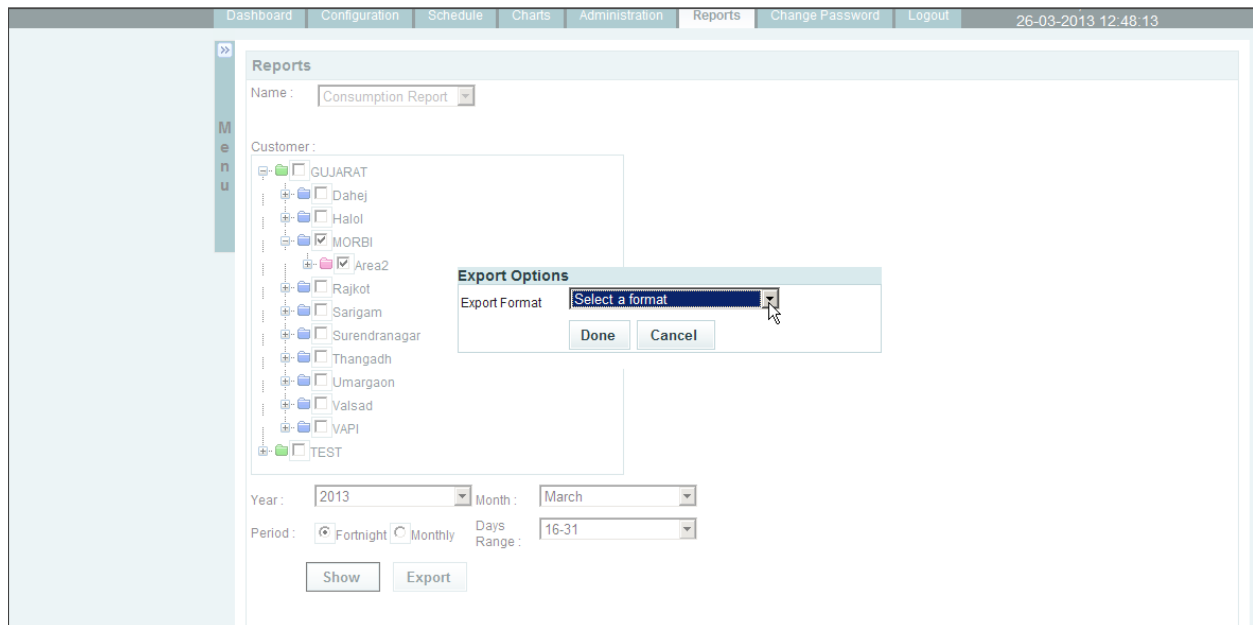 Dashboard Configuration Schedule Charts Administration Reports Change Password Logout 26-03-2013 12:48:13
Menu
Reports
Name : Consumption Report
Customer :
GUJARAT
Dahej
Halol
MORBI
Area2
Rajkot
Sarigam
Surendranagar
Thangadh
Umargaon
Valsad
VAPI
TEST
Export Options
Export Format Select a format
Done Cancel
Year : 2013 Month : March
Period : Fortnight Monthly Days Range : 16-31
Show Export